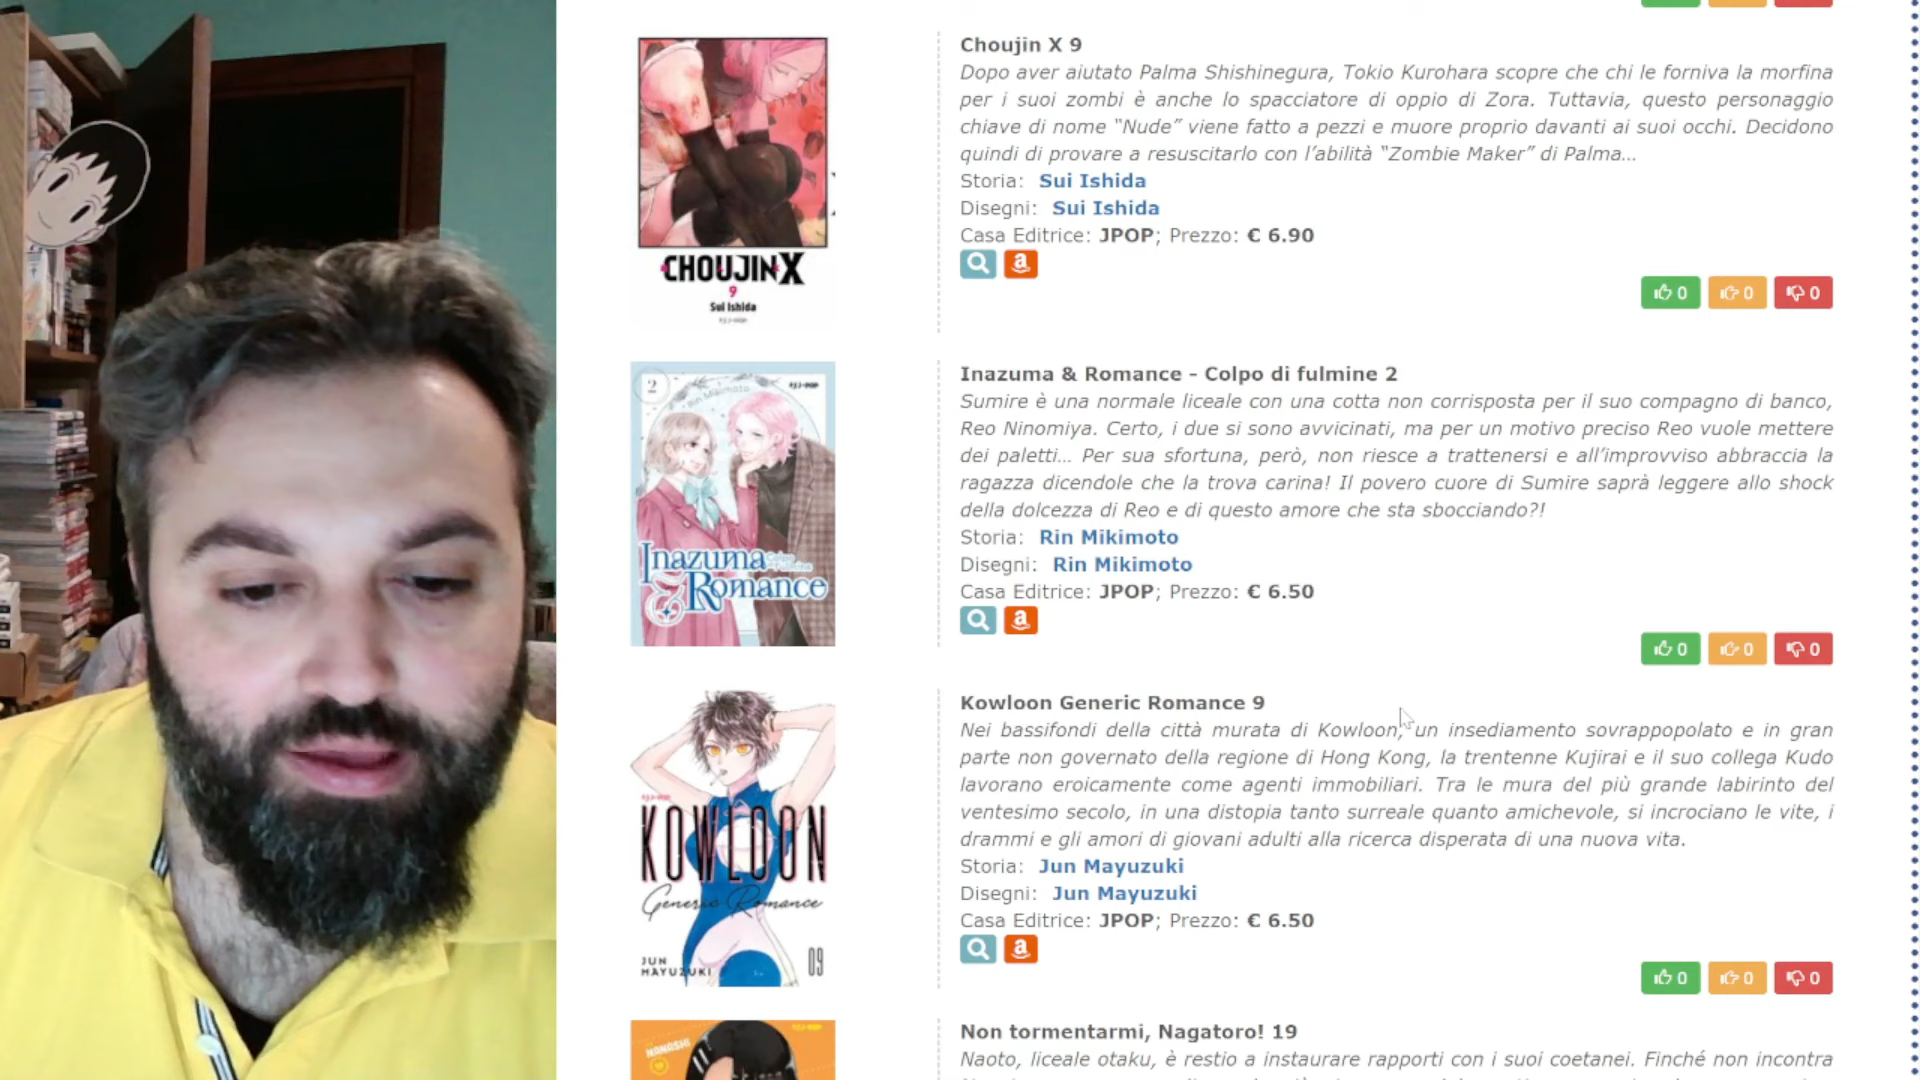 Choujin X 9
Dopo aver aiutato Palma Shishinegura, Tokio Kurohara scopre che chi le forniva la morfina
per i suoi zombi è anche lo spacciatore di oppio di Zora. Tuttavia, questo personaggio
chiave di nome “Nude” viene fatto a pezzi e muore proprio davanti ai suoi occhi. Decidono
quindi di provare a resuscitarlo con l’abilità “Zombie Maker” di Palma...
Storia: Sui Ishida
Disegni: Sui Ishida
Casa Editrice: JPOP; Prezzo: € 6.90
a
0 0 0
CHOUJIN X
9
Sui Ishida
Inazuma & Romance - Colpo di fulmine 2
Sumire è una normale liceale con una cotta non corrisposta per il suo compagno di banco,
Reo Ninomiya. Certo, i due si sono avvicinati, ma per un motivo preciso Reo vuole mettere
dei paletti... Per sua sfortuna, però, non riesce a trattenersi e all’improvviso abbraccia la
ragazza dicendole che la trova carina! Il povero cuore di Sumire saprà leggere allo shock
della dolcezza di Reo e di questo amore che sta sbocciando?!
Storia: Rin Mikimoto
Disegni: Rin Mikimoto
Casa Editrice: JPOP; Prezzo: € 6.50
a
0 0 0
2
Rin Mikimoto
Inazuma
& Romance
Kowloon Generic Romance 9
Nei bassifondi della città murata di Kowloon, un insediamento sovrappopolato e in gran
parte non governato della regione di Hong Kong, la trentenne Kujirai e il suo collega Kudo
lavorano eroicamente come agenti immobiliari. Tra le mura del più grande labirinto del
ventesimo secolo, in una distopia tanto surreale quanto amichevole, si incrociano le vite, i
drammi e gli amori di giovani adulti alla ricerca disperata di una nuova vita.
Storia: Jun Mayuzuki
Disegni: Jun Mayuzuki
Casa Editrice: JPOP; Prezzo: € 6.50
a
0 0 0
KOWLOON
Generic Romance
JUN
MAYUZUKI
09
Non tormentarmi, Nagatoro! 19
Naoto, liceale otaku, è restio a instaurare rapporti con i suoi coetanei. Finché non incontra
NANASHI